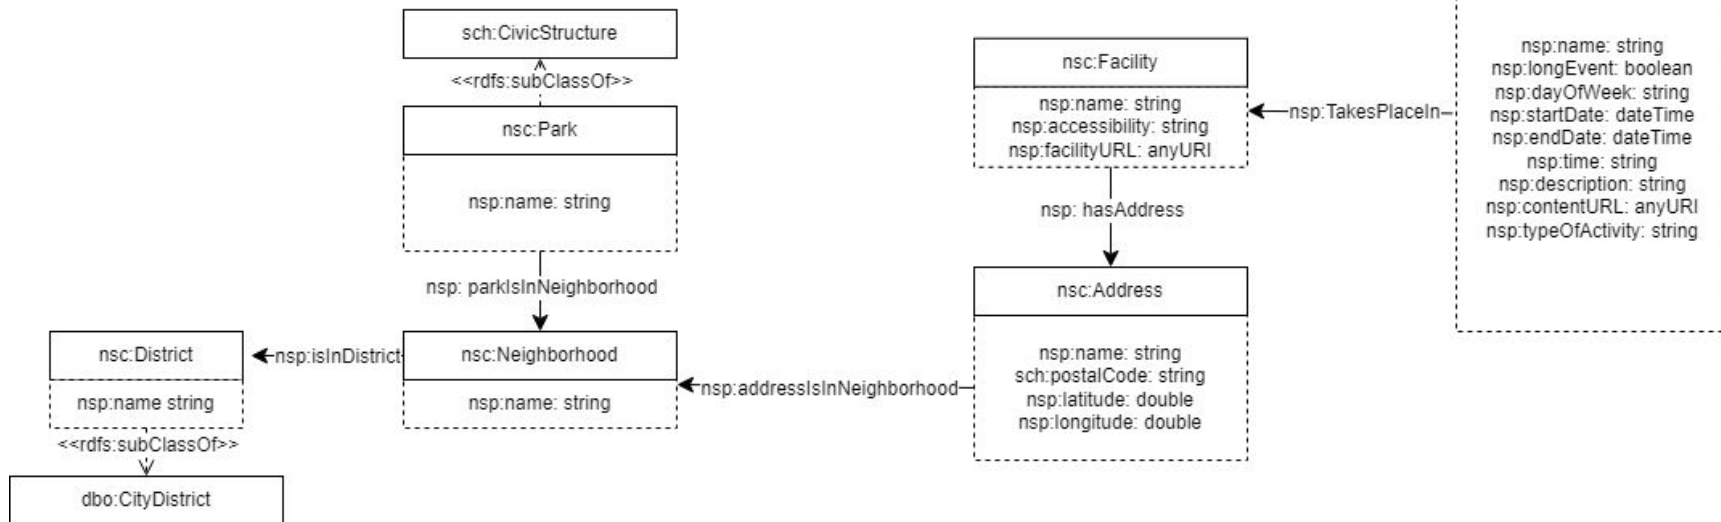 sch:CivicStructure
<<rdfs:subClassOf>>
nsc:Park
nsp:name: string
nsp: parkIsInNeighborhood
nsc:District
nsp:name string
<<rdfs:subClassOf>>
dbo:CityDistrict
nsp:isInDistrict
nsc:Neighborhood
nsp:name: string
nsp:addressIsInNeighborhood
nsc:Facility
nsp:name: string
nsp:accessibility: string
nsp:facilityURL: anyURI
nsp: hasAddress
nsc:Address
nsp:name: string
sch:postalCode: string
nsp:latitude: double
nsp:longitude: double
nsp:TakesPlaceIn
nsp:name: string
nsp:longEvent: boolean
nsp:dayOfWeek: string
nsp:startDate: dateTime
nsp:endDate: dateTime
nsp:time: string
nsp:description: string
nsp:contentURL: anyURI
nsp:typeOfActivity: string